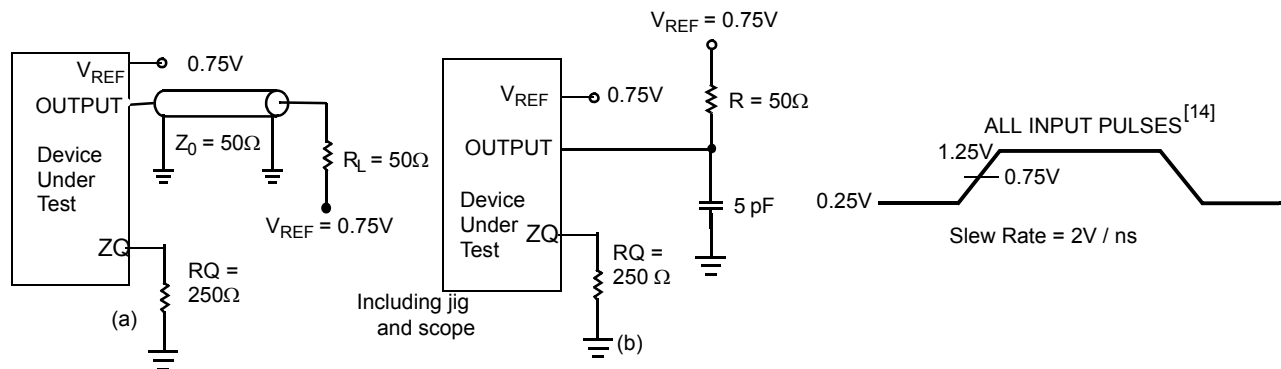 V_REF
0.75V
OUTPUT
Z₀ = 50Ω
Device
Under
Test
R_L = 50Ω
V_REF = 0.75V
ZQ
RQ =
250Ω
(a)
V_REF = 0.75V
R = 50Ω
V_REF
0.75V
OUTPUT
Device
Under
Test
5 pF
ZQ
RQ =
250 Ω
Including jig
and scope
(b)
ALL INPUT PULSES[14]
1.25V
0.75V
0.25V
Slew Rate = 2V / ns